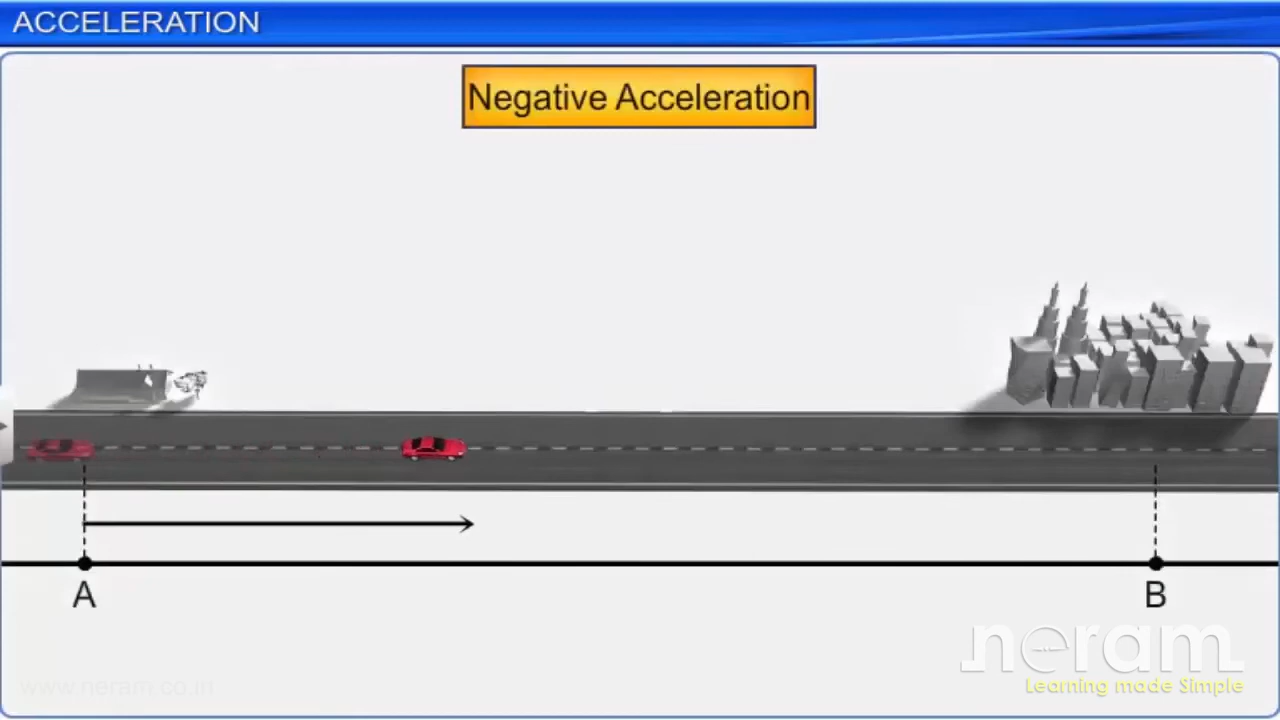 ACCELERATION
Negative Acceleration
A
B
neram
Learning made Simple
www.neram.co.in